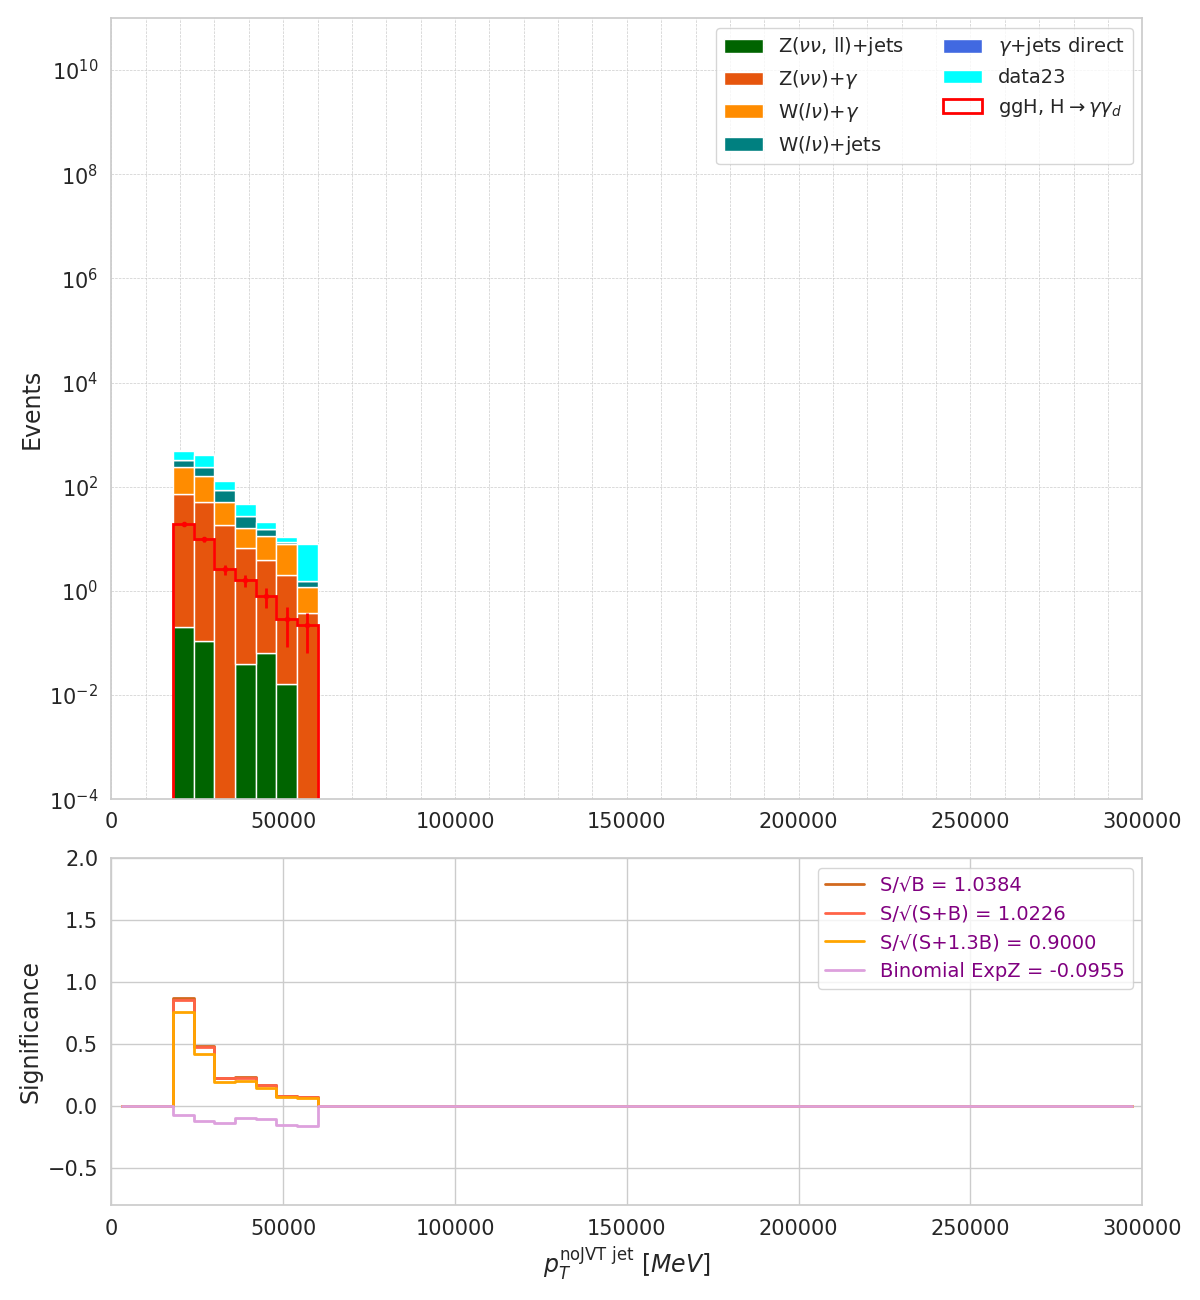 Z(νν, ll)+jets
Z(νν)+γ
W(lν)+γ
W(lν)+jets
γ+jets direct
data23
ggH, H→γγ_d
Events
10^10
10^8
10^6
10^4
10^2
10^0
10^−2
10^−4
0 50000 100000 150000 200000 250000 300000
S/√B = 1.0384
S/√(S+B) = 1.0226
S/√(S+1.3B) = 0.9000
Binomial ExpZ = -0.0955
Significance
2.0
1.5
1.0
0.5
0.0
−0.5
0 50000 100000 150000 200000 250000 300000
p_T^noJVT jet [MeV]